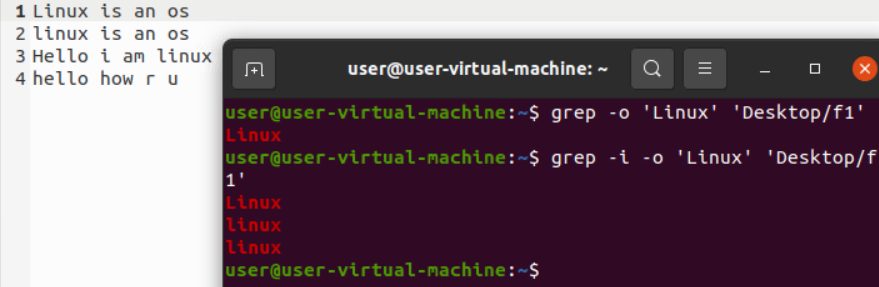 1 Linux is an os
2 linux is an os
3 Hello i am linux
4 hello how r u
user@user-virtual-machine: ~
user@user-virtual-machine:~$ grep -o 'Linux' 'Desktop/f1'
Linux
user@user-virtual-machine:~$ grep -i -o 'Linux' 'Desktop/f
1'
Linux
linux
linux
user@user-virtual-machine:~$